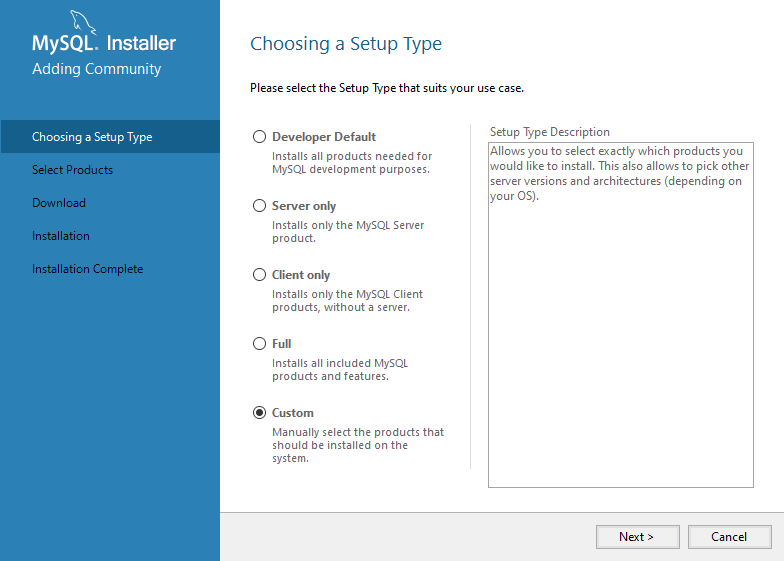 MySQL. Installer
Adding Community
Choosing a Setup Type
Select Products
Download
Installation
Installation Complete
Choosing a Setup Type
Please select the Setup Type that suits your use case.
Developer Default
Installs all products needed for
MySQL development purposes.
Server only
Installs only the MySQL Server
product.
Client only
Installs only the MySQL Client
products, without a server.
Full
Installs all included MySQL
products and features.
Custom
Manually select the products that
should be installed on the
system.
Setup Type Description
Allows you to select exactly which products you
would like to install. This also allows to pick other
server versions and architectures (depending on
your OS).
Next >
Cancel